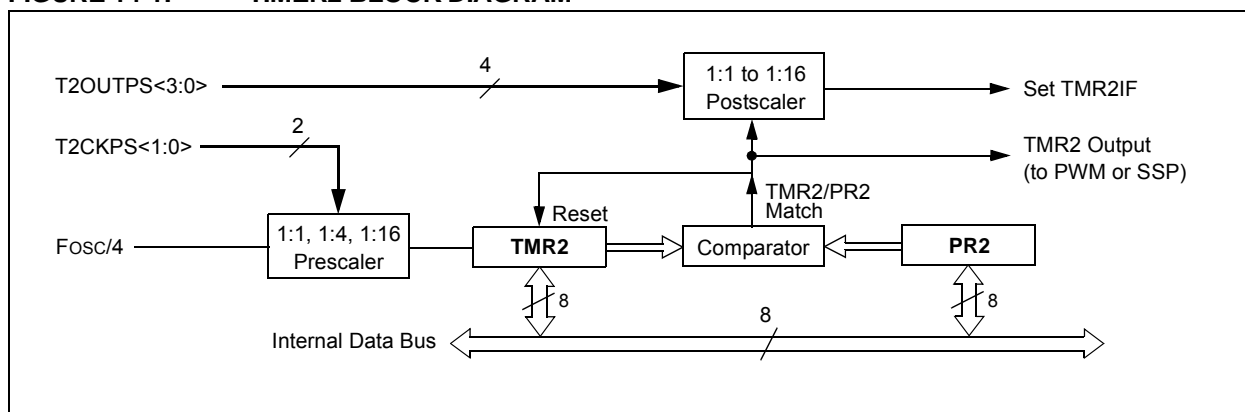 4
1:1 to 1:16
Postscaler
T2OUTPS<3:0>
Set TMR2IF
2
T2CKPS<1:0>
TMR2 Output
(to PWM or SSP)
TMR2/PR2
Match
Reset
1:1, 1:4, 1:16
Prescaler
FOSC/4
TMR2
Comparator
PR2
8
8
8
Internal Data Bus